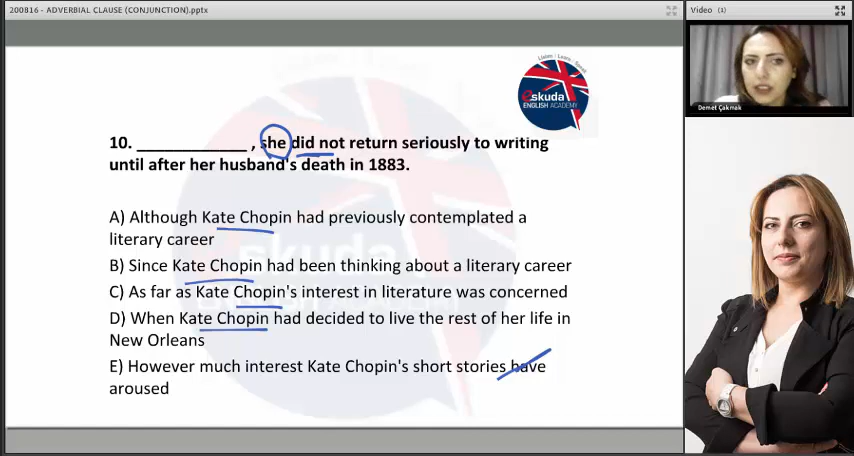 200816 - ADVERBIAL CLAUSE (CONJUNCTION).pptx
Video (1)
Demet Çakmak
Listen - Learn - Speak
eskuda
ENGLISH ACADEMY
10. ____________ , she did not return seriously to writing
until after her husband's death in 1883.
A) Although Kate Chopin had previously contemplated a
literary career
B) Since Kate Chopin had been thinking about a literary career
C) As far as Kate Chopin's interest in literature was concerned
D) When Kate Chopin had decided to live the rest of her life in
New Orleans
E) However much interest Kate Chopin's short stories have
aroused